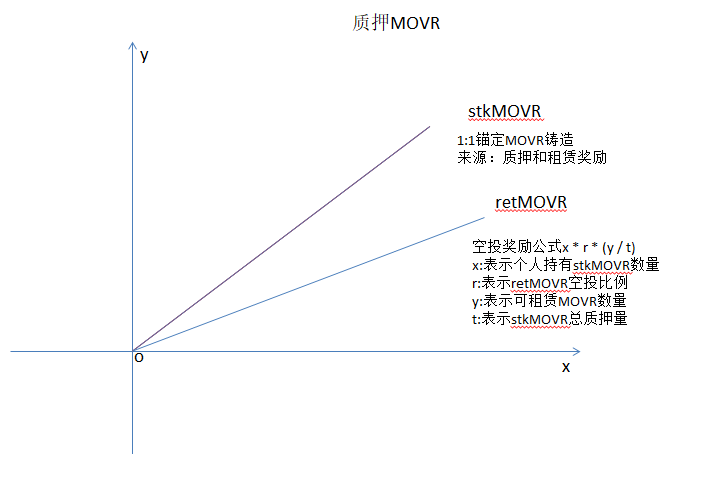 质押MOVR
y
stkMOVR
1:1锚定MOVR铸造
来源：质押和租赁奖励
retMOVR
空投奖励公式x * r * (y / t)
x:表示个人持有stkMOVR数量
r:表示retMOVR空投比例
y:表示可租赁MOVR数量
t:表示stkMOVR总质押量
O
x